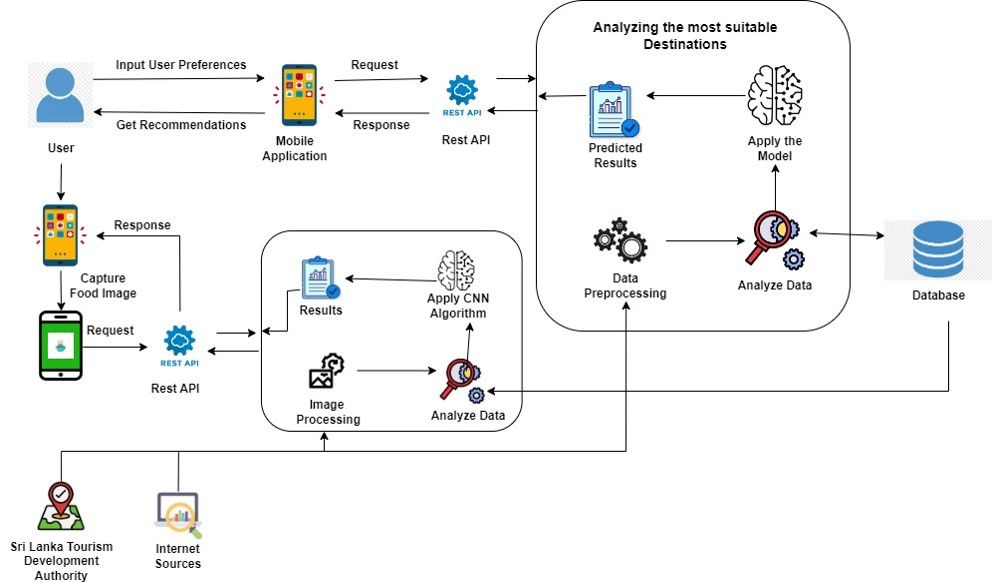 Analyzing the most suitable
Destinations
Input User Preferences
Get Recommendations
User
Mobile
Application
Request
Response
REST API
Rest API
Predicted
Results
Apply the
Model
Data
Preprocessing
Analyze Data
Database
Response
Capture
Food Image
Request
REST API
Rest API
Results
Apply CNN
Algorithm
Image
Processing
Analyze Data
Sri Lanka Tourism
Development
Authority
Internet
Sources